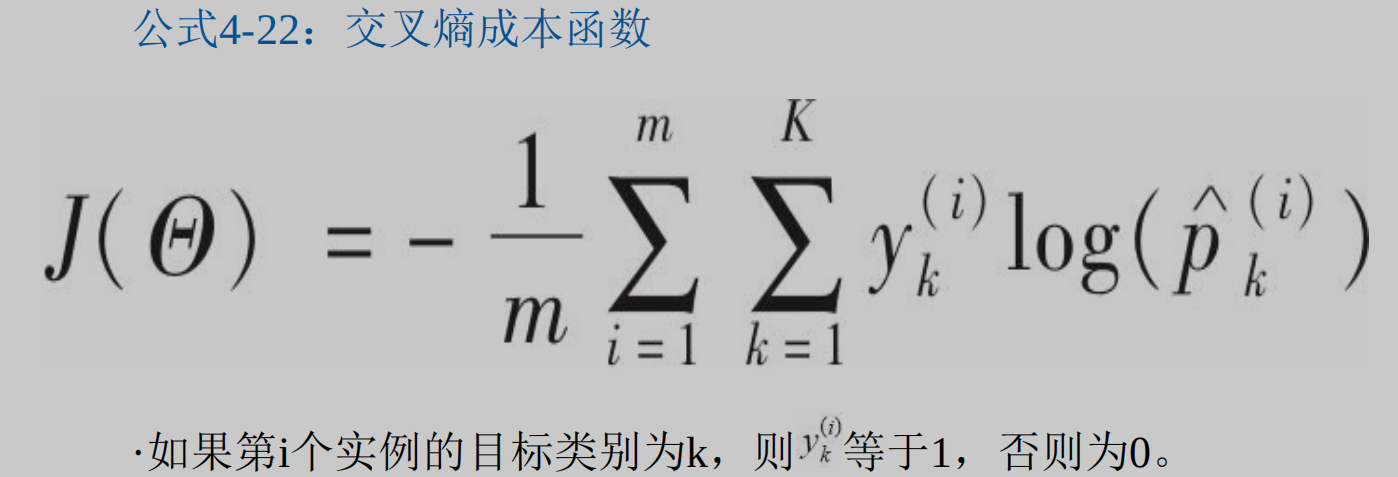 公式4-22：交叉熵成本函数
J(Θ) = - 1/m ∑_{i=1}^{m} ∑_{k=1}^{K} y_k^{(i)} log(p̂_k^{(i)})
·如果第i个实例的目标类别为k，则y_k^{(i)}等于1，否则为0。